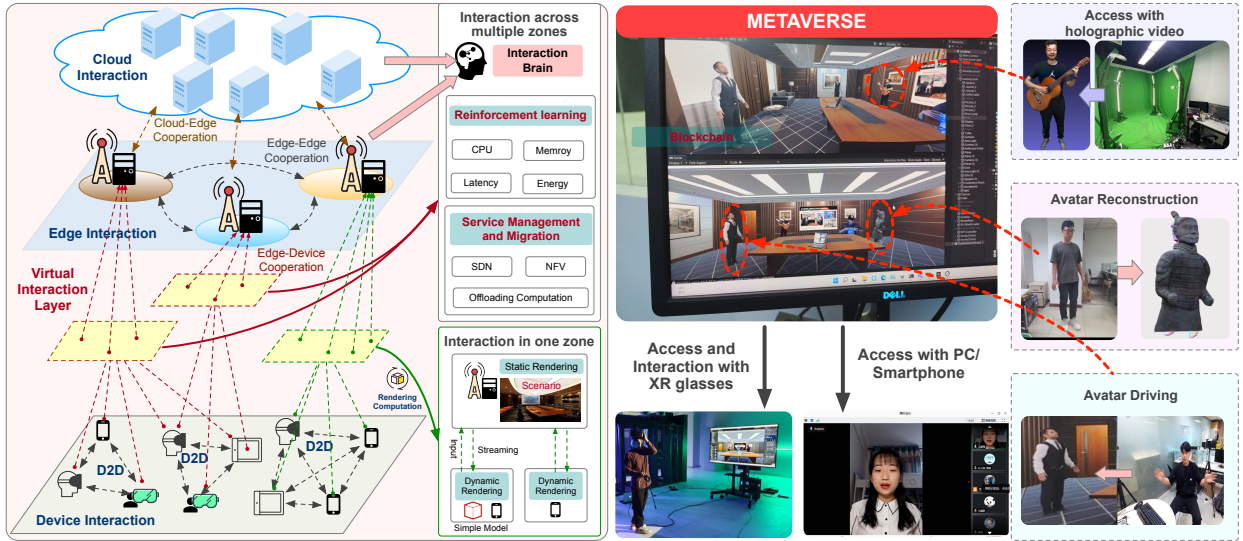 Cloud
Interaction
Cloud-Edge
Cooperation
Edge-Edge
Cooperation
Edge Interaction
Edge-Device
Cooperation
Virtual
Interaction
Layer
D2D
D2D
D2D
Device Interaction
Rendering
Computation
Interaction across
multiple zones
Interaction
Brain
Reinforcement learning
CPU
Memroy
Latency
Energy
Service Management
and Migration
SDN
NFV
Offloading Computation
Interaction in one zone
Static Rendering
Scenario
Input
Streaming
Dynamic
Rendering
Dynamic
Rendering
Simple Model
METAVERSE
Blockchain
DELL
Access and
Interaction with
XR glasses
Access with PC/
Smartphone
Access with
holographic video
Avatar Reconstruction
Avatar Driving